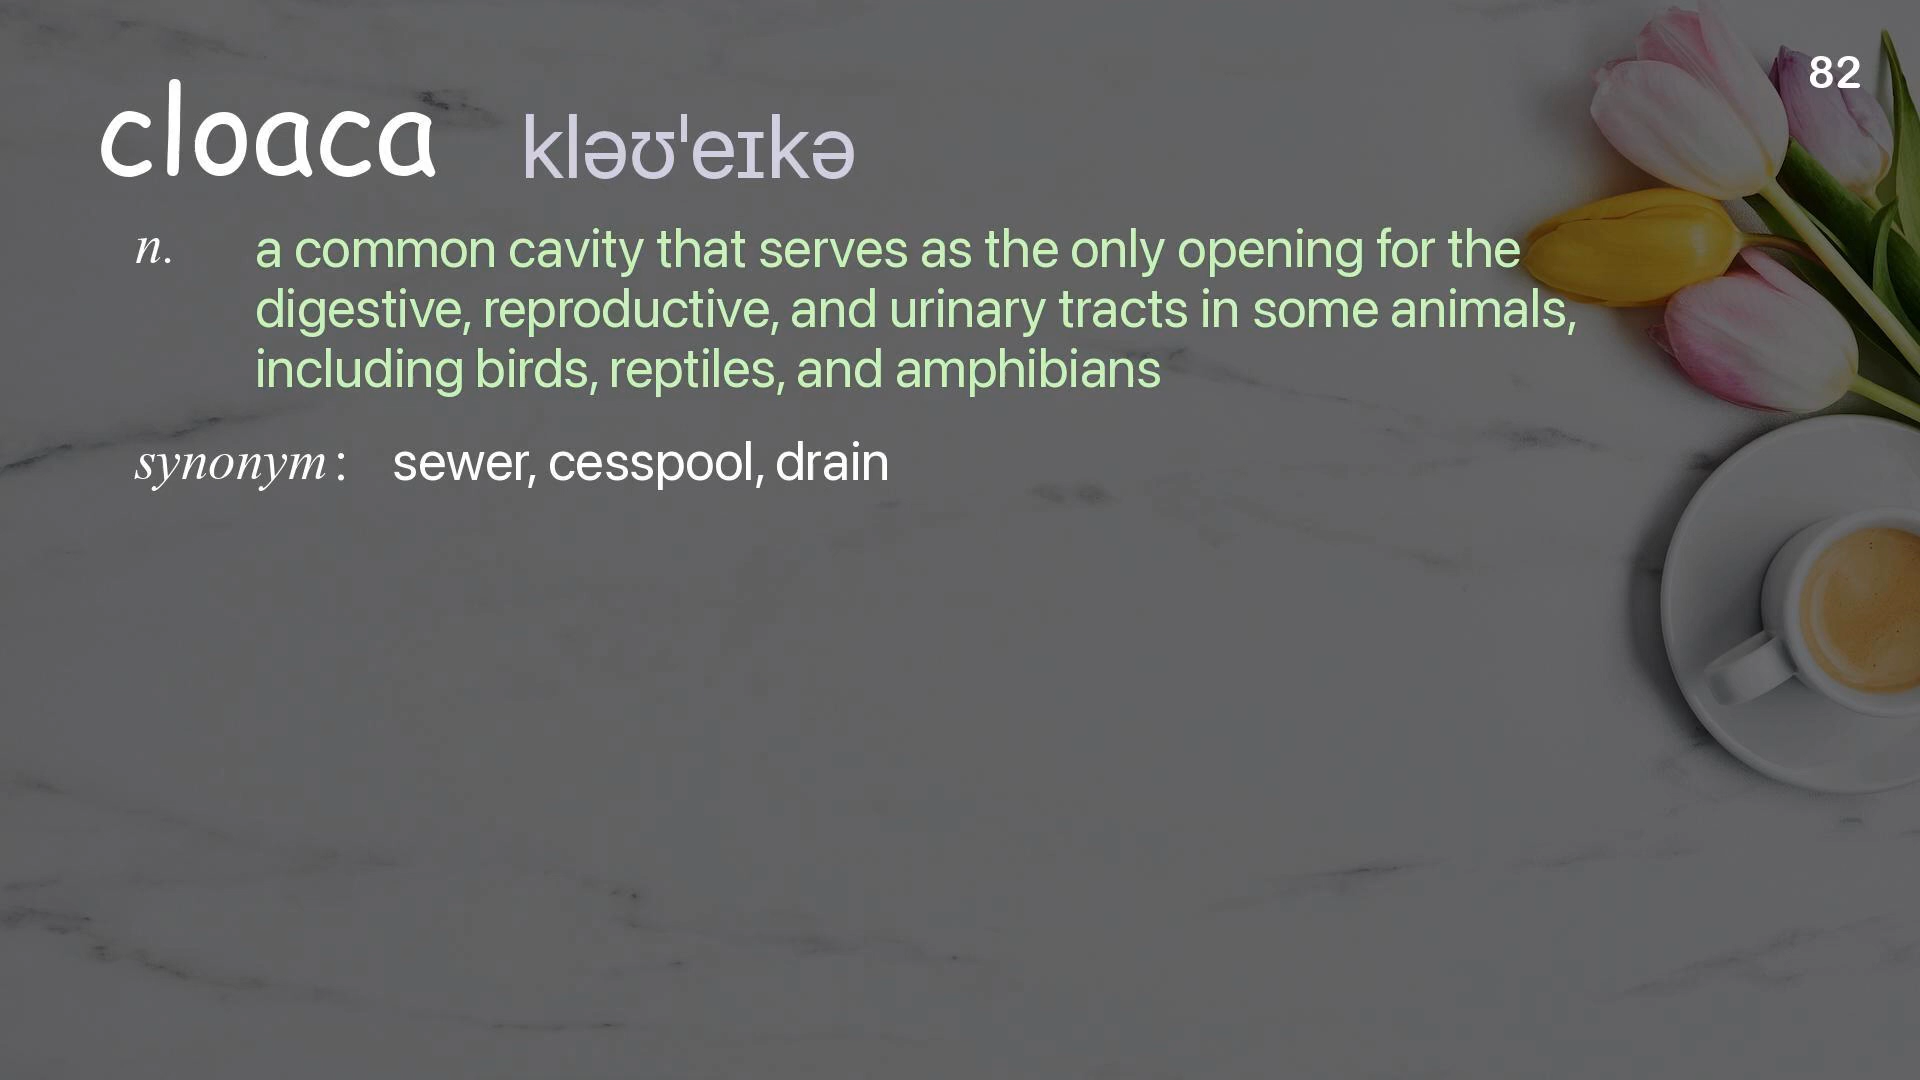 82
cloaca kləʊˈeɪkə
n. a common cavity that serves as the only opening for the
digestive, reproductive, and urinary tracts in some animals,
including birds, reptiles, and amphibians
synonym: sewer, cesspool, drain